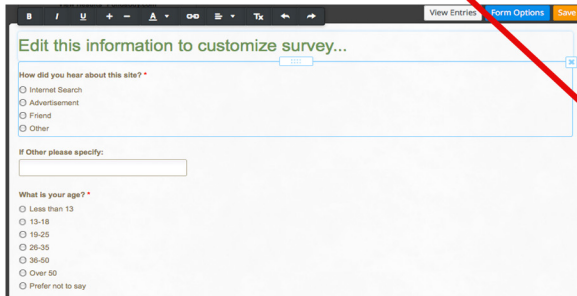 B I U + − A Tx View Entries Form Options Save
Edit this information to customize survey...
How did you hear about this site? *
Internet Search
Advertisement
Friend
Other
If Other please specify:
What is your age? *
Less than 13
13-18
19-25
26-35
36-50
Over 50
Prefer not to say